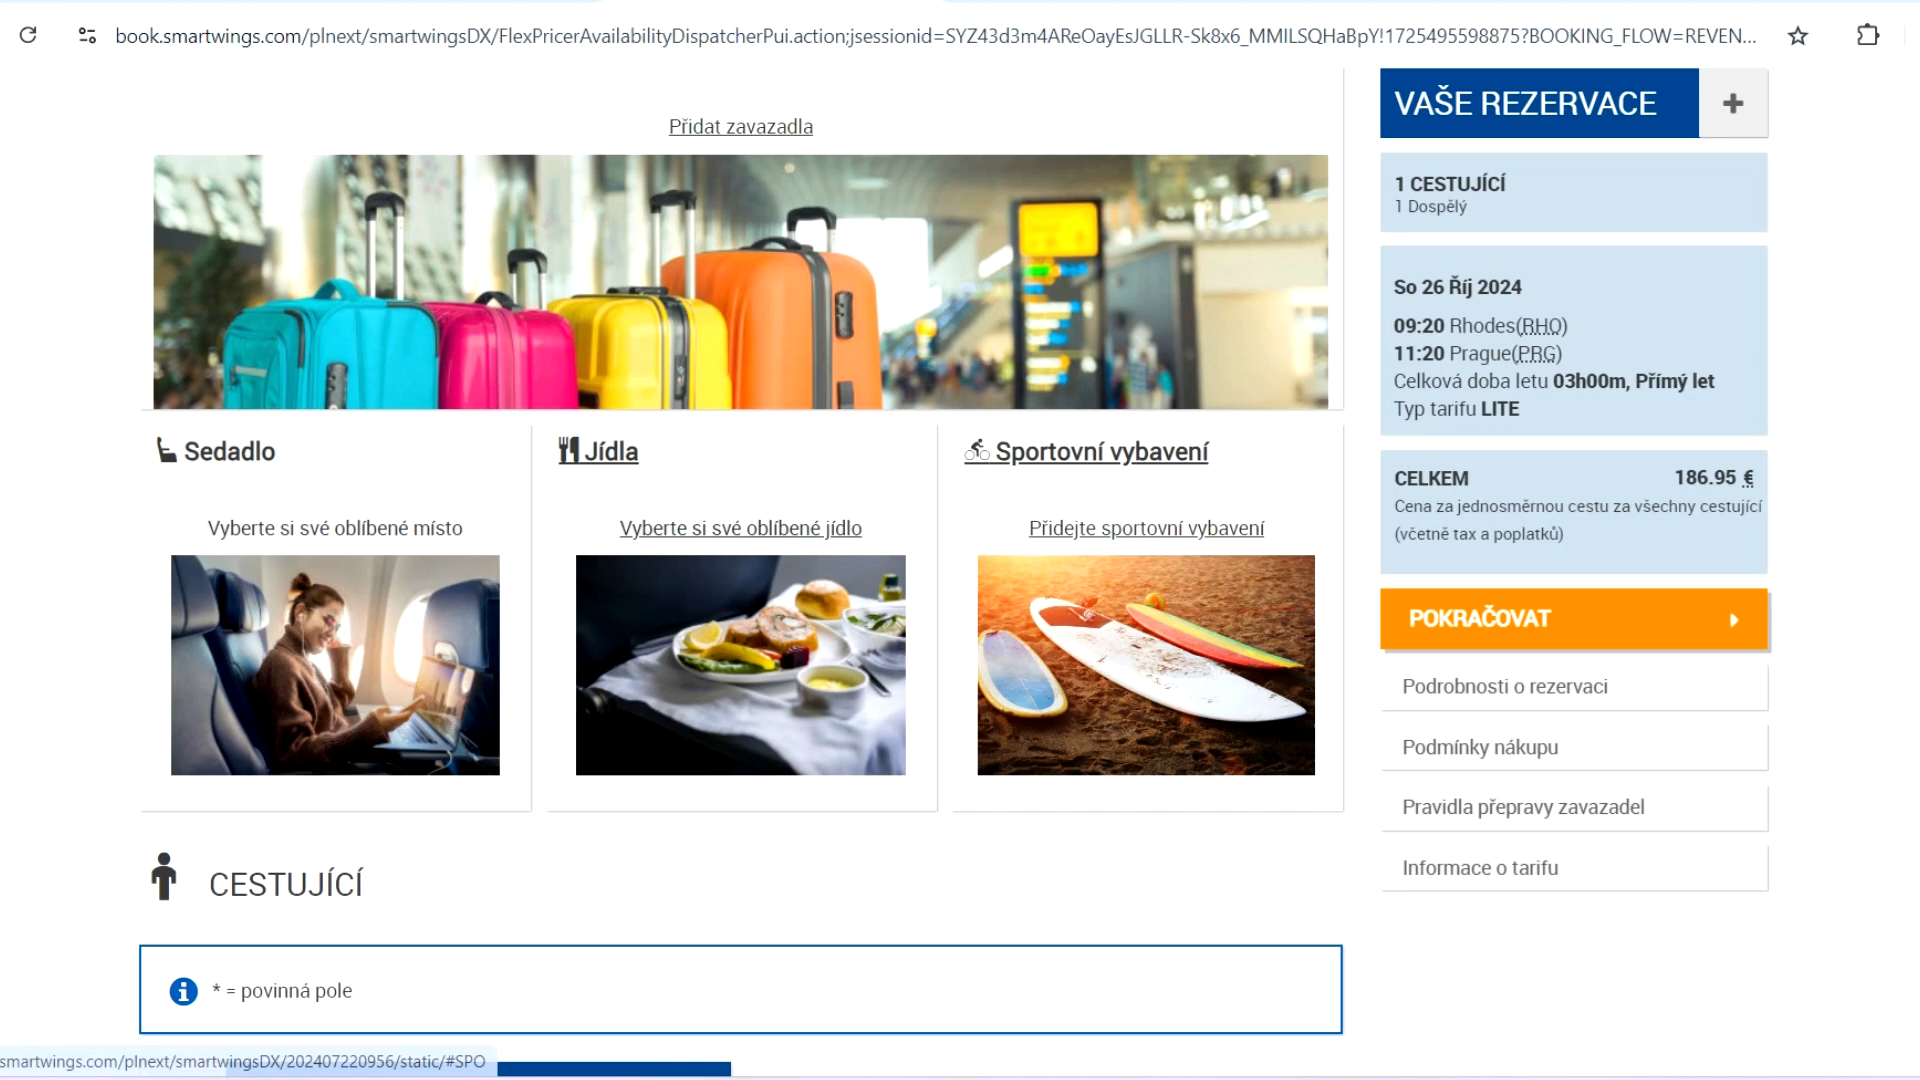 book.smartwings.com/plnext/smartwingsDX/FlexPricerAvailabilityDispatcherPui.action;jsessionid=SYZ43d3m4AReOayEsJGLLR-Sk8x6_MMILSQHaBpY!1725495598875?BOOKING_FLOW=REVEN...
Přidat zavazadla
Sedadlo
Vyberte si své oblíbené místo
Jídla
Vyberte si své oblíbené jídlo
Sportovní vybavení
Přidejte sportovní vybavení
CESTUJÍCÍ
* = povinná pole
VAŠE REZERVACE
1 CESTUJÍCÍ
1 Dospělý
So 26 Říj 2024
09:20 Rhodes(RHO)
11:20 Prague(PRG)
Celková doba letu 03h00m, Přímý let
Typ tarifu LITE
CELKEM 186.95 €
Cena za jednosměrnou cestu za všechny cestující
(včetně tax a poplatků)
POKRAČOVAT
Podrobnosti o rezervaci
Podmínky nákupu
Pravidla přepravy zavazadel
Informace o tarifu
smartwings.com/plnext/smartwingsDX/202407220956/static/#SPO